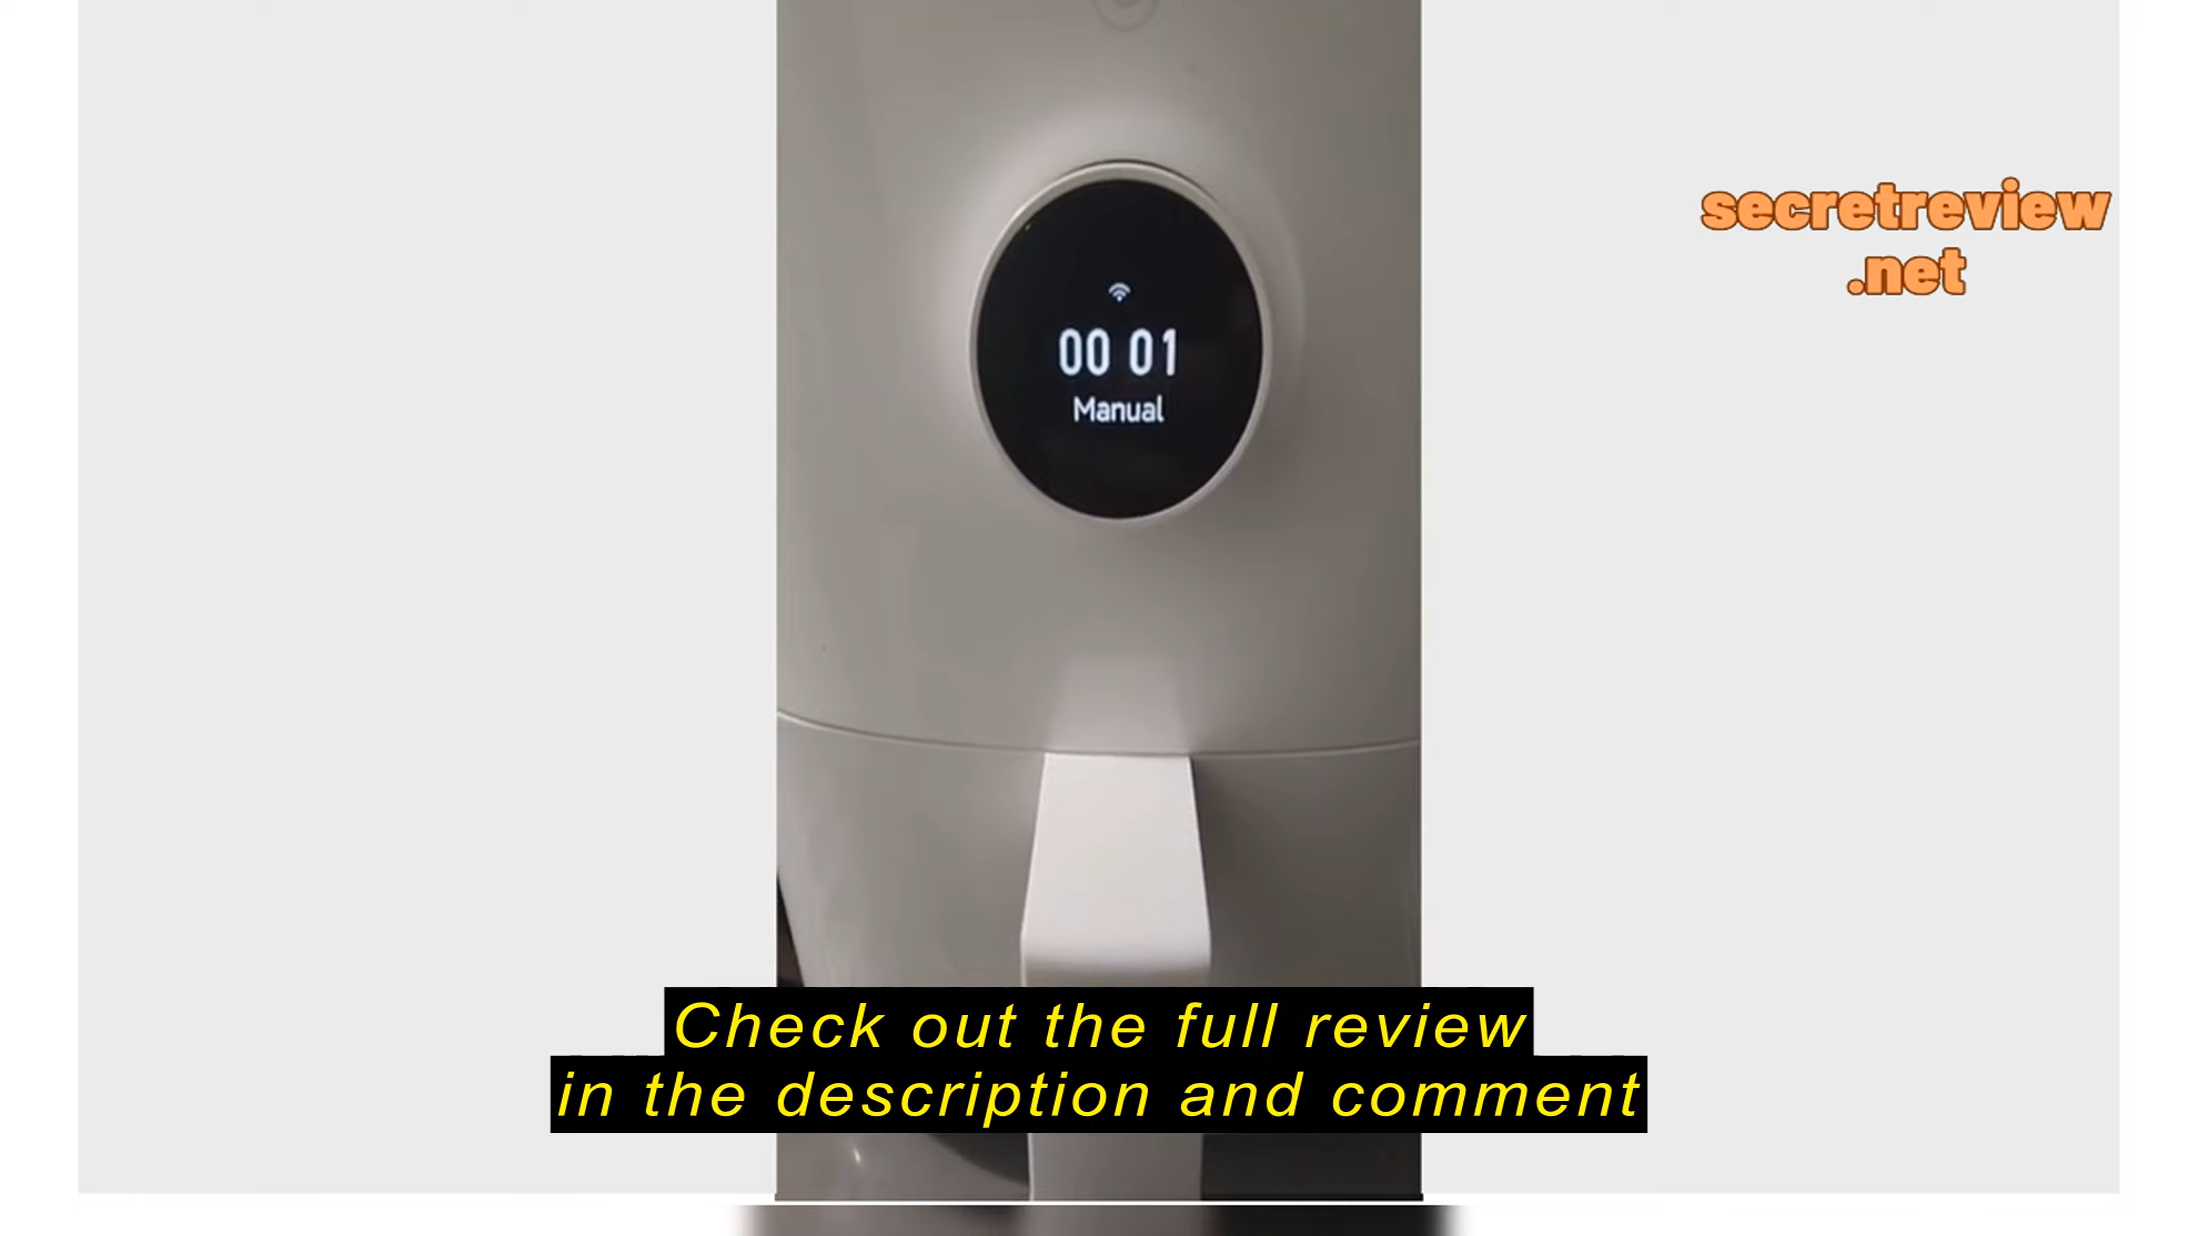 secretreview
.net
00 01
Manual
Check out the full review
in the description and comment